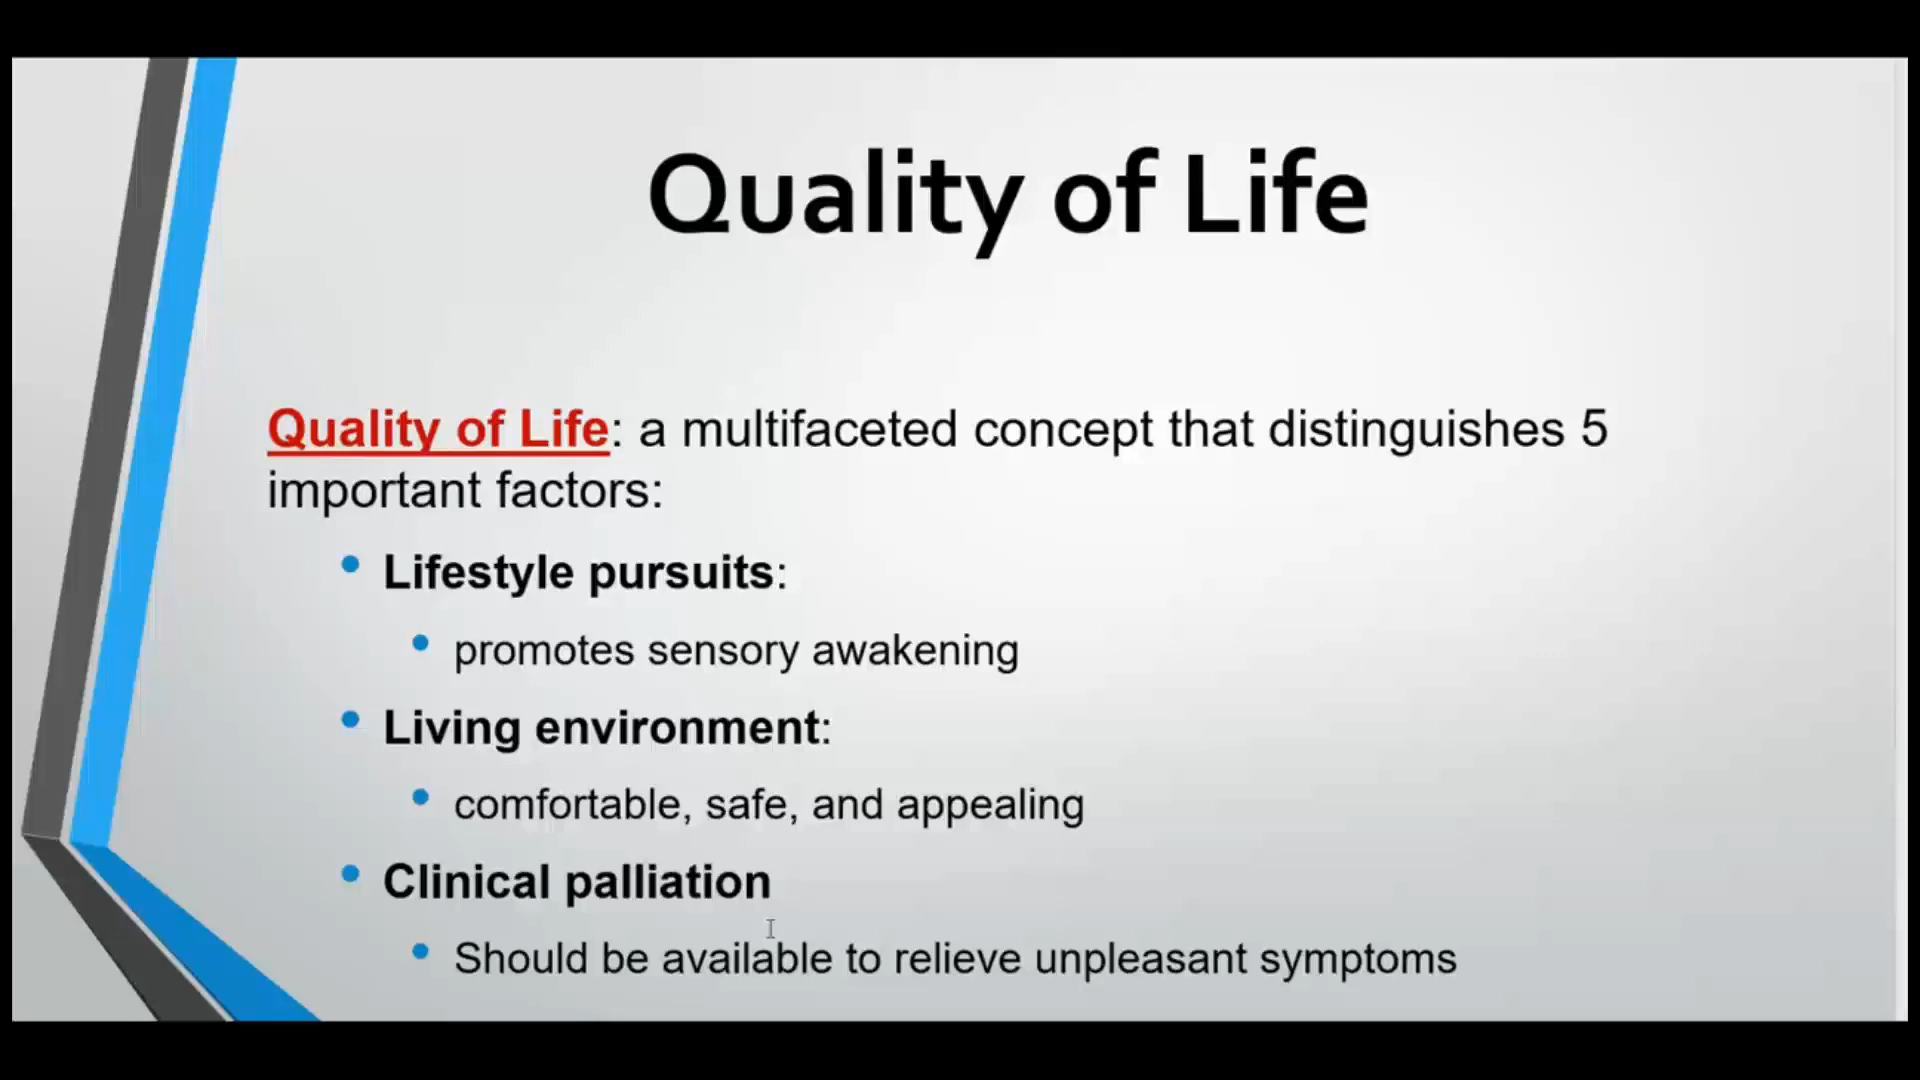 Quality of Life
Quality of Life: a multifaceted concept that distinguishes 5
important factors:
• Lifestyle pursuits:
• promotes sensory awakening
• Living environment:
• comfortable, safe, and appealing
• Clinical palliation
• Should be available to relieve unpleasant symptoms